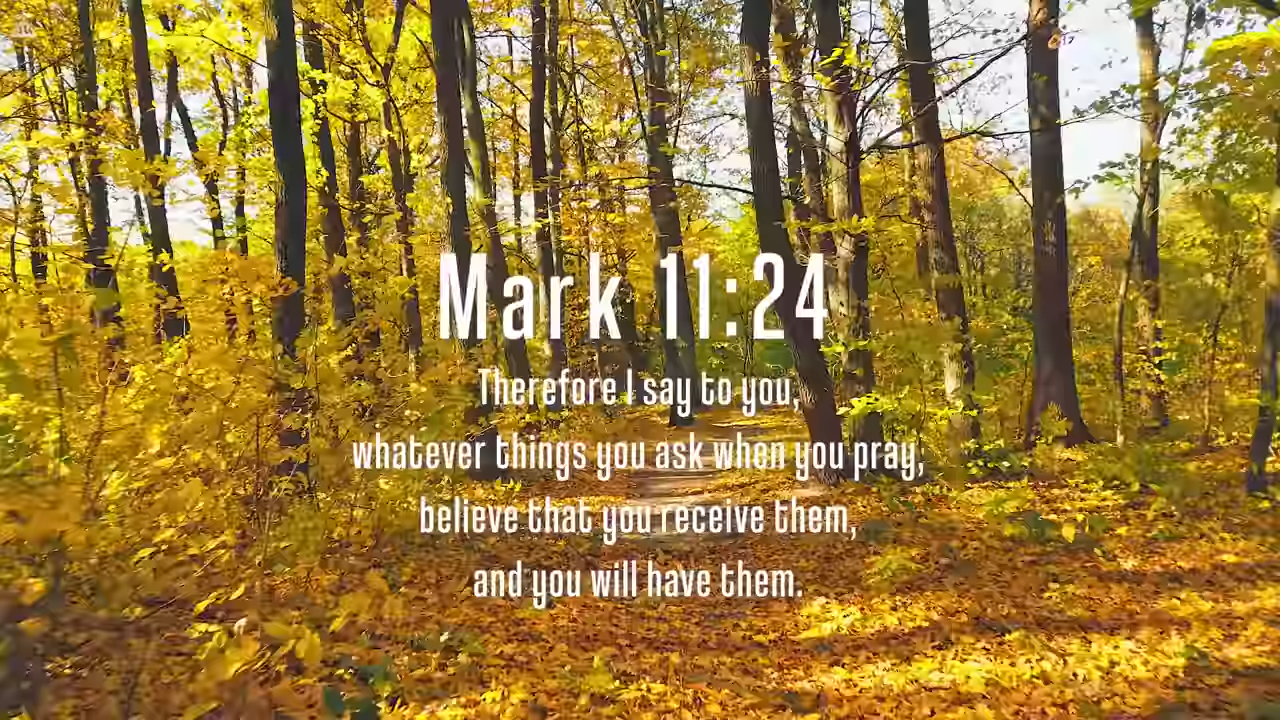 Mark 11:24
Therefore I say to you,
whatever things you ask when you pray,
believe that you receive them,
and you will have them.